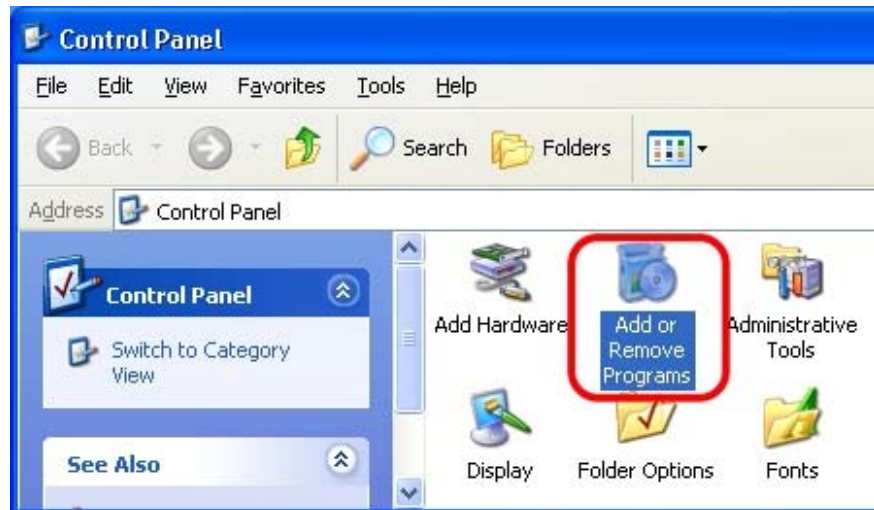 Control Panel
File Edit View Favorites Tools Help
Back Search Folders
Address Control Panel
Control Panel
Switch to Category
View
See Also
Add Hardware
Add or
Remove
Programs
Administrative
Tools
Display
Folder Options
Fonts